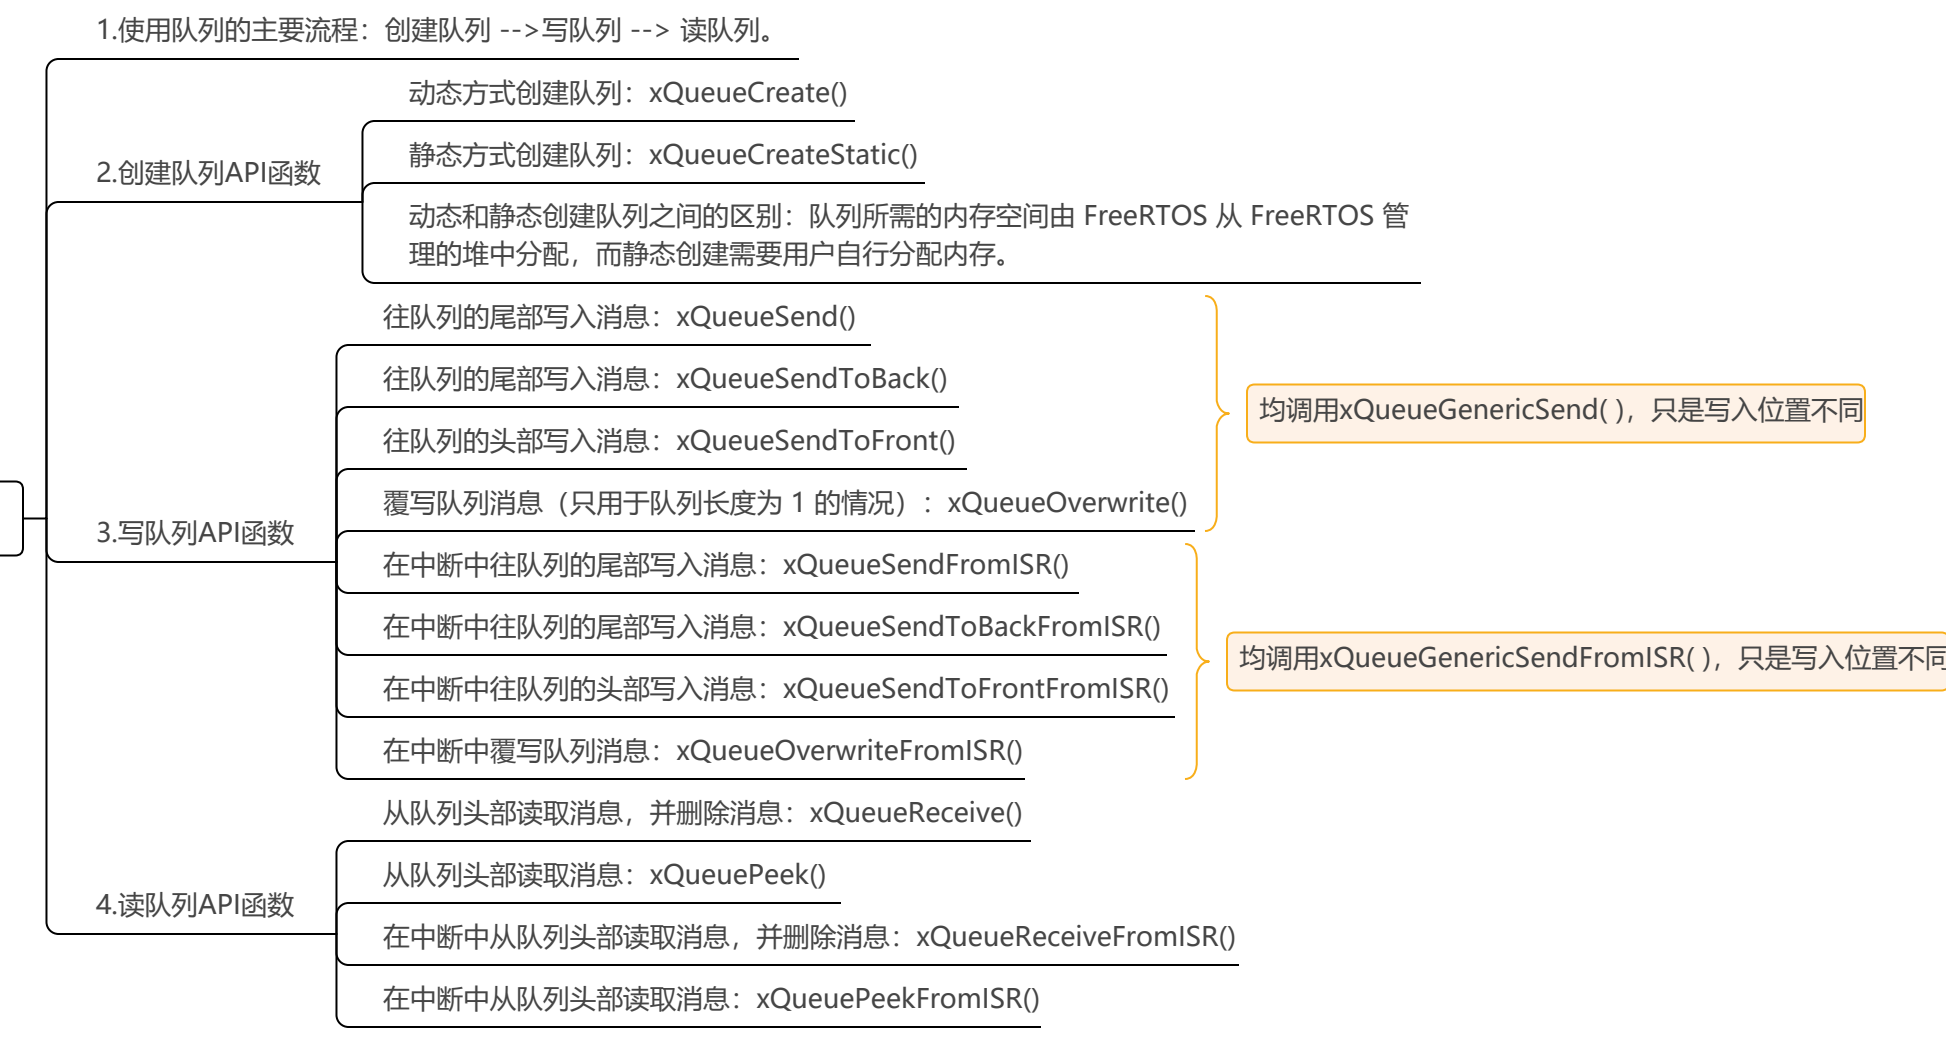 1.使用队列的主要流程：创建队列 -->写队列 --> 读队列。
动态方式创建队列：xQueueCreate()
静态方式创建队列：xQueueCreateStatic()
2.创建队列API函数
动态和静态创建队列之间的区别：队列所需的内存空间由 FreeRTOS 从 FreeRTOS 管
理的堆中分配，而静态创建需要用户自行分配内存。
往队列的尾部写入消息：xQueueSend()
往队列的尾部写入消息：xQueueSendToBack()
均调用xQueueGenericSend( )，只是写入位置不同
往队列的头部写入消息：xQueueSendToFront()
覆写队列消息（只用于队列长度为 1 的情况）：xQueueOverwrite()
3.写队列API函数
在中断中往队列的尾部写入消息：xQueueSendFromISR()
在中断中往队列的尾部写入消息：xQueueSendToBackFromISR()
均调用xQueueGenericSendFromISR( )，只是写入位置不同
在中断中往队列的头部写入消息：xQueueSendToFrontFromISR()
在中断中覆写队列消息：xQueueOverwriteFromISR()
从队列头部读取消息，并删除消息：xQueueReceive()
从队列头部读取消息：xQueuePeek()
4.读队列API函数
在中断中从队列头部读取消息，并删除消息：xQueueReceiveFromISR()
在中断中从队列头部读取消息：xQueuePeekFromISR()